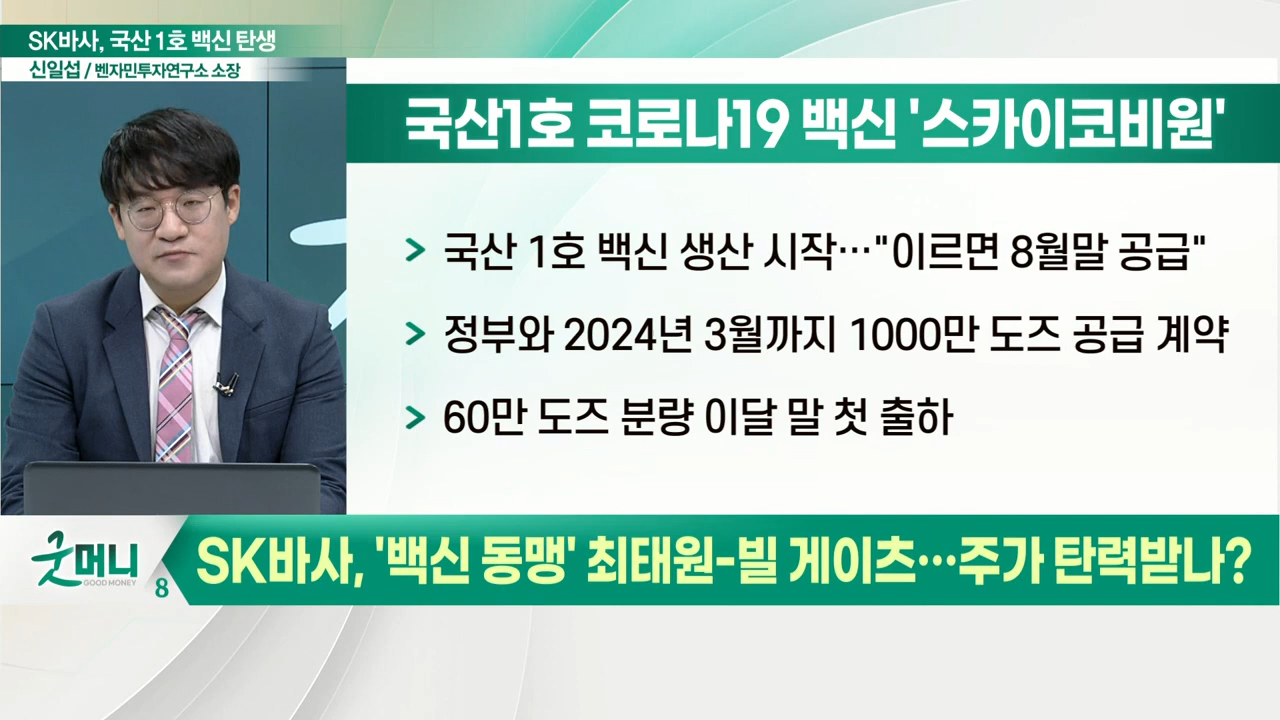 SK바사, 국산 1호 백신 탄생
신일섭 / 벤자민투자연구소 소장
국산1호 코로나19 백신 '스카이코비원'
> 국산 1호 백신 생산 시작…"이르면 8월말 공급"
> 정부와 2024년 3월까지 1000만 도즈 공급 계약
> 60만 도즈 분량 이달 말 첫 출하
굿머니
GOOD MONEY
8
SK바사, '백신 동맹' 최태원-빌 게이츠…주가 탄력받나?